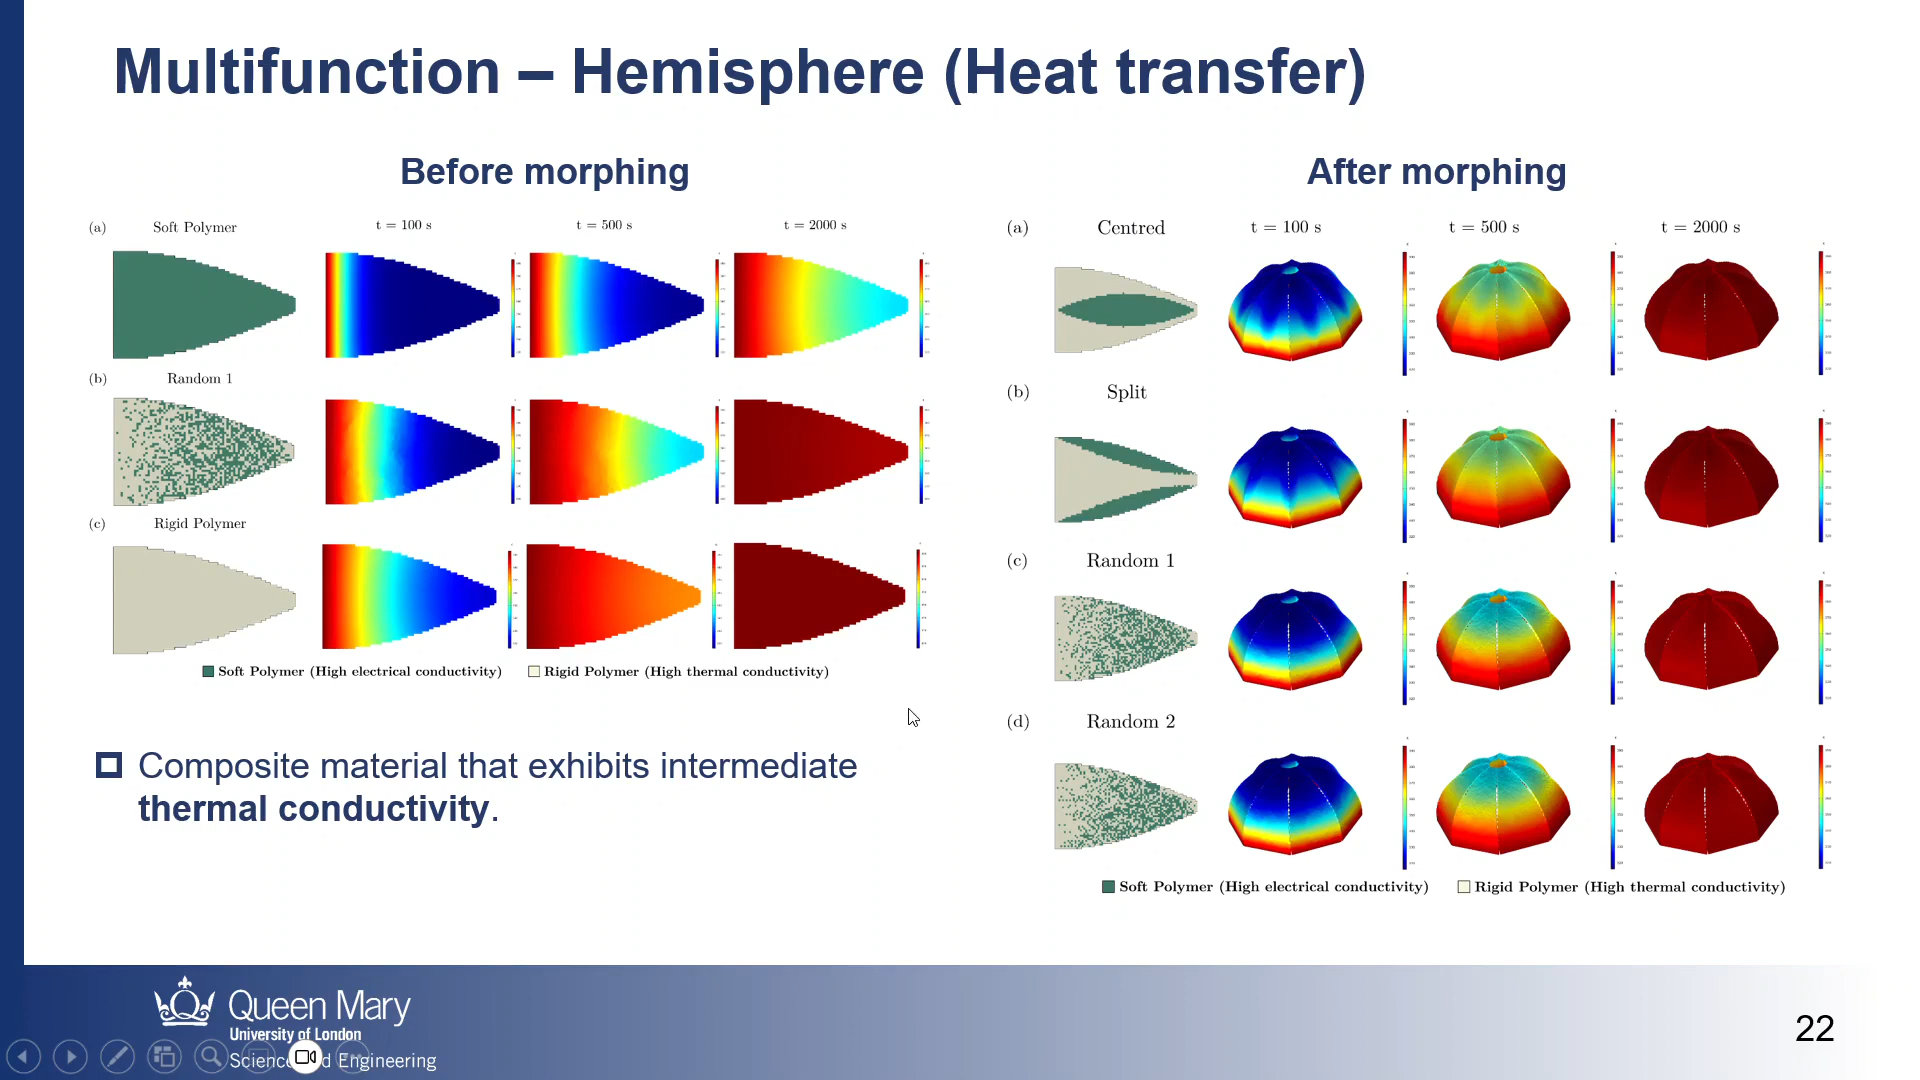 Multifunction – Hemisphere (Heat transfer)
Before morphing
(a) Soft Polymer t = 100 s t = 500 s t = 2000 s
(b) Random 1
(c) Rigid Polymer
Soft Polymer (High electrical conductivity) Rigid Polymer (High thermal conductivity)
Composite material that exhibits intermediate
thermal conductivity.
After morphing
(a) Centred t = 100 s t = 500 s t = 2000 s
(b) Split
(c) Random 1
(d) Random 2
Soft Polymer (High electrical conductivity) Rigid Polymer (High thermal conductivity)
Queen Mary
University of London
Engineering
22